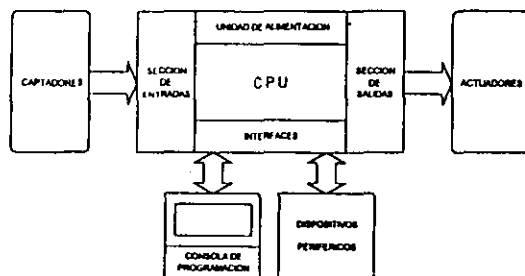 UNIDAD DE ALIMENTACION
CAPTADORES
SECCION
DE
ENTRADAS
CPU
SECCION
DE
SALIDAS
ACTUADORES
INTERFACES
CONSOLA DE
PROGRAMACION
DISPOSITIVOS
PERIFERICOS